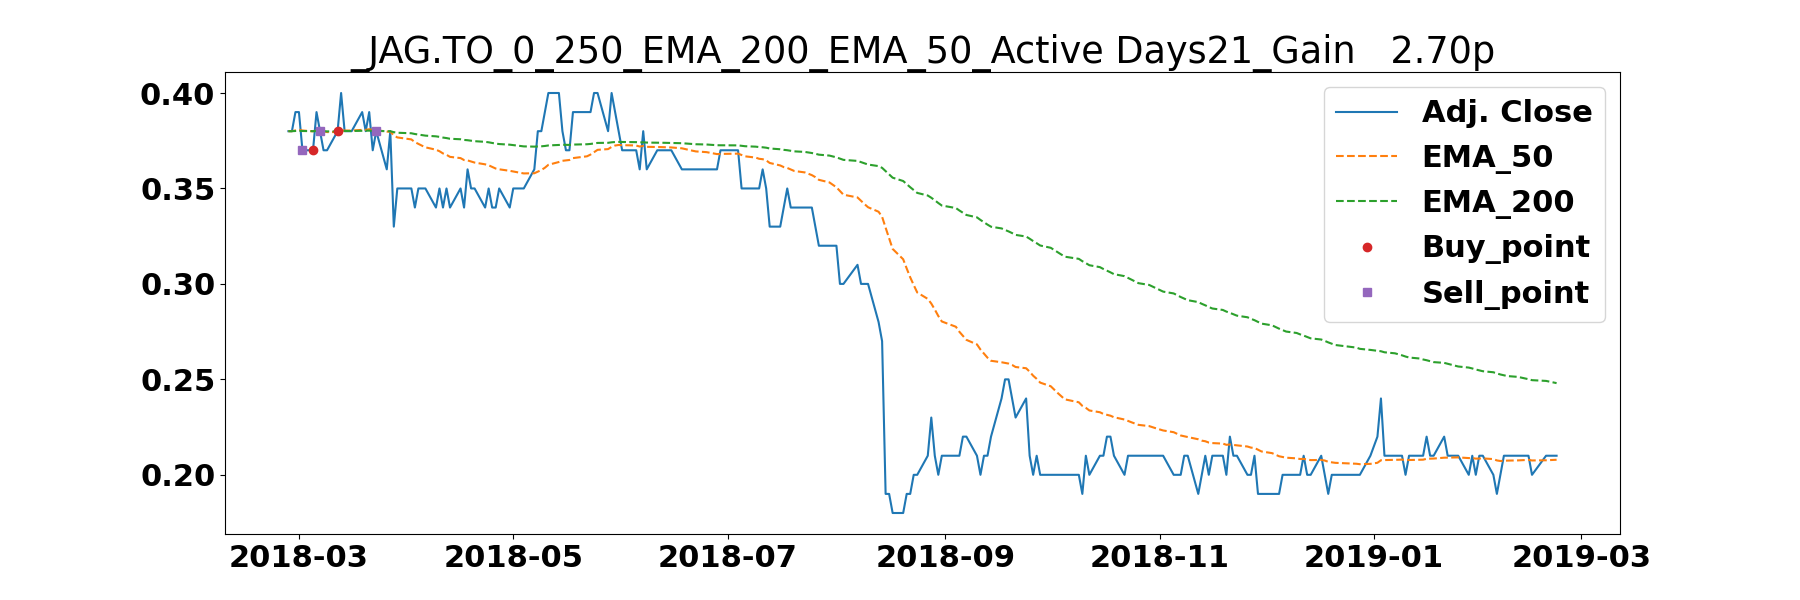 _JAG.TO_0_250_EMA_200_EMA_50_Active Days21_Gain   2.70p
0.40
0.35
0.30
0.25
0.20
Adj. Close
EMA_50
EMA_200
Buy_point
Sell_point
2018-03 2018-05 2018-07 2018-09 2018-11 2019-01 2019-03